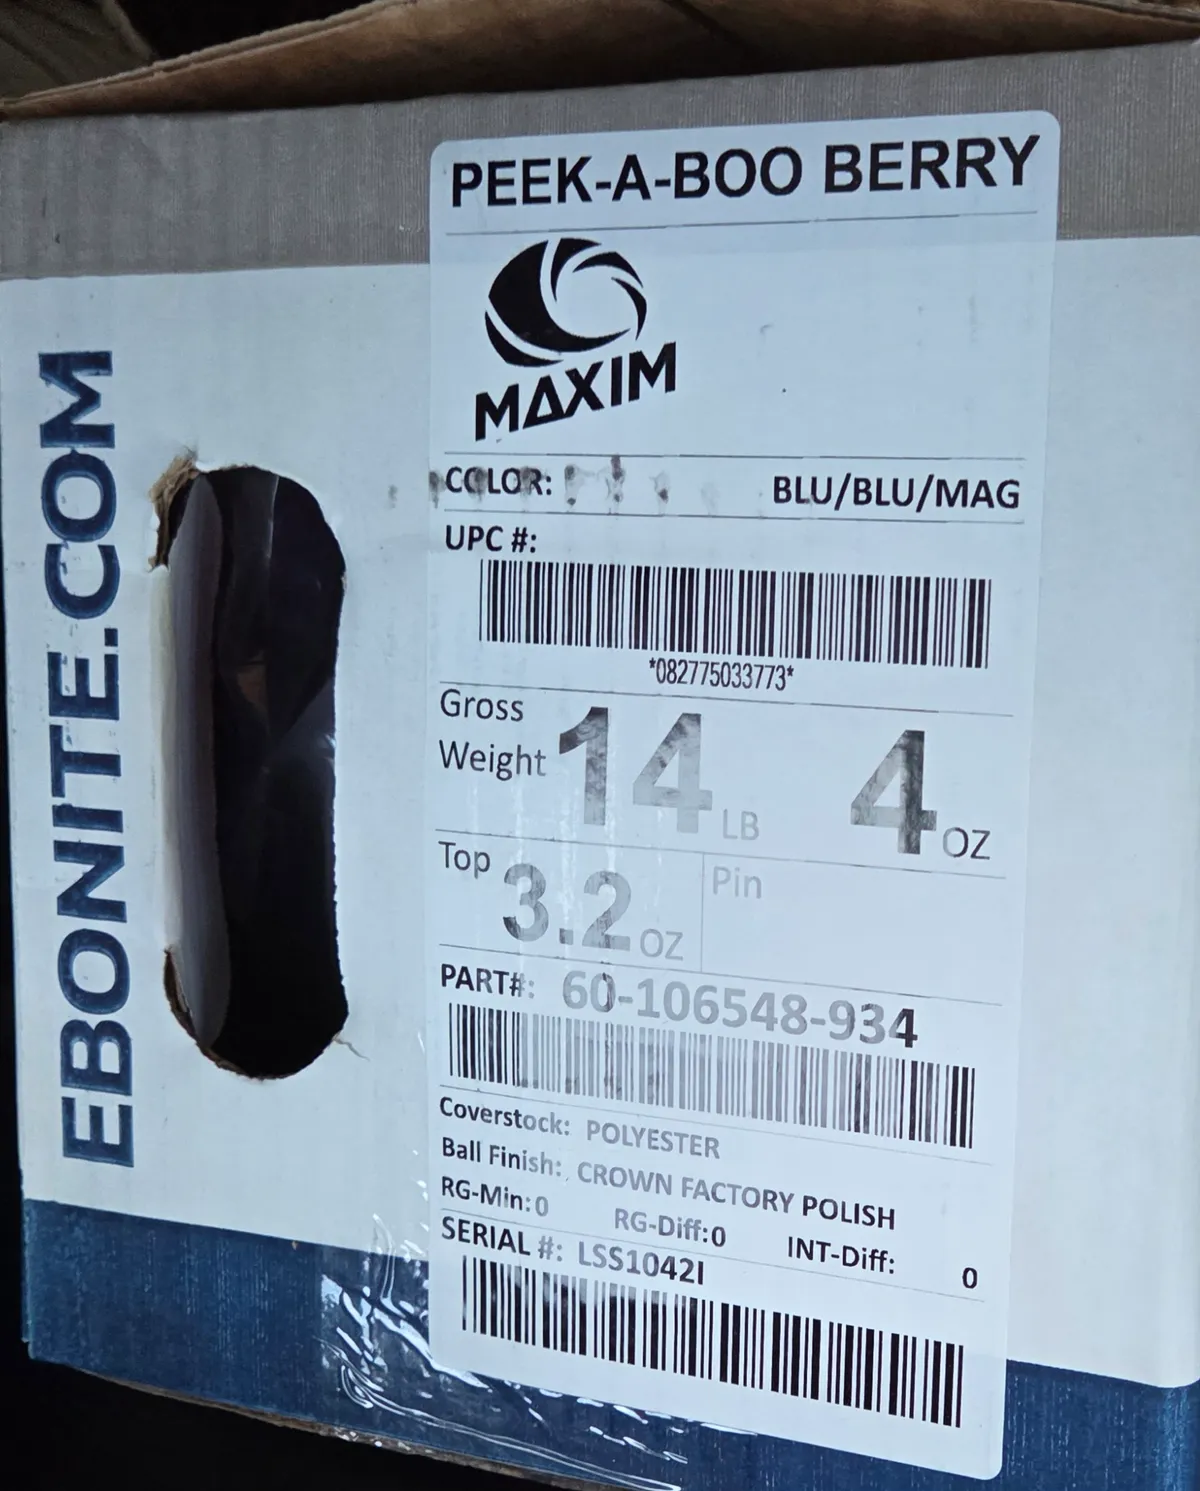 EBONITE.COM
PEEK-A-BOO BERRY
MAXIM
COLOR: BLU/BLU/MAG
UPC #:
*082775033773*
Gross
Weight 14 LB 4 OZ
Top 3.2 OZ Pin
PART#: 60-106548-934
Coverstock: POLYESTER
Ball Finish: CROWN FACTORY POLISH
RG-Min:0 RG-Diff:0 INT-Diff: 0
SERIAL #: LSS1042I